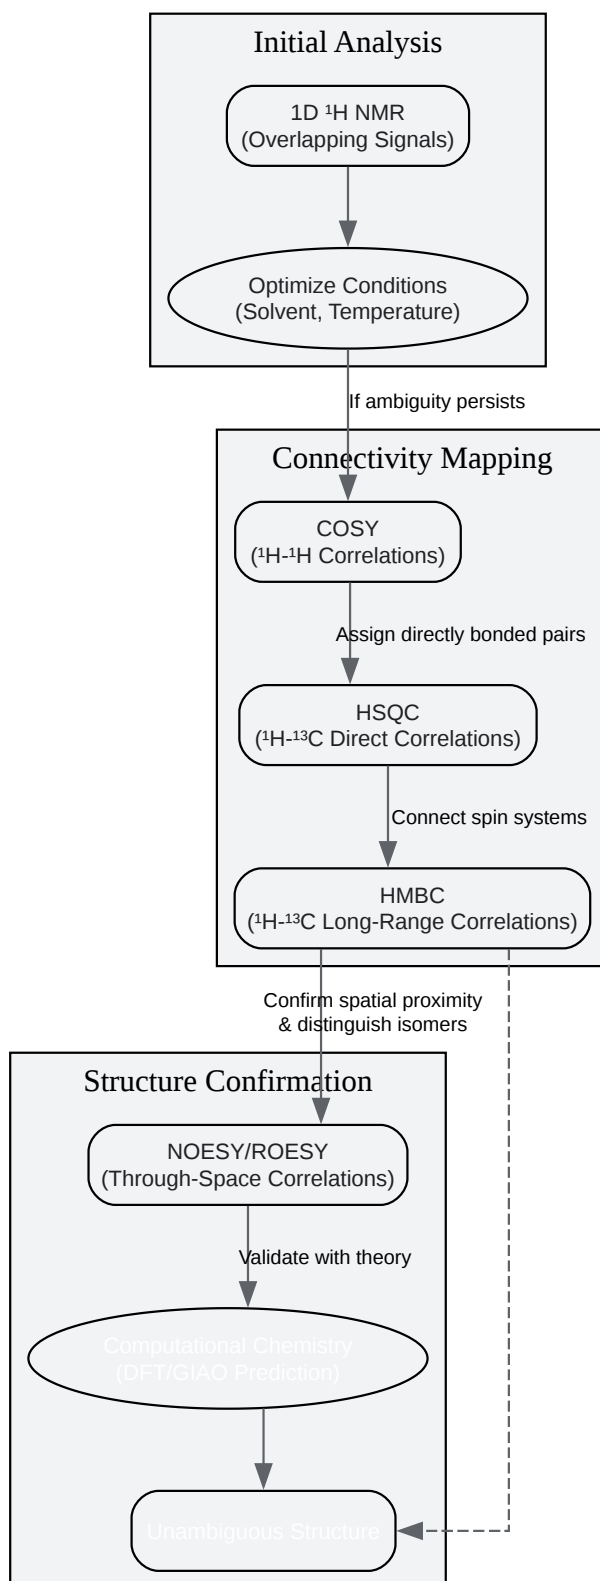 Initial Analysis
1D ¹H NMR
(Overlapping Signals)
Optimize Conditions
(Solvent, Temperature)
If ambiguity persists
Connectivity Mapping
COSY
(¹H-¹H Correlations)
Assign directly bonded pairs
HSQC
(¹H-¹³C Direct Correlations)
Connect spin systems
HMBC
(¹H-¹³C Long-Range Correlations)
Confirm spatial proximity
& distinguish isomers
Structure Confirmation
NOESY/ROESY
(Through-Space Correlations)
Validate with theory
Computational Chemistry
(DFT/GIAO Prediction)
Unambiguous Structure